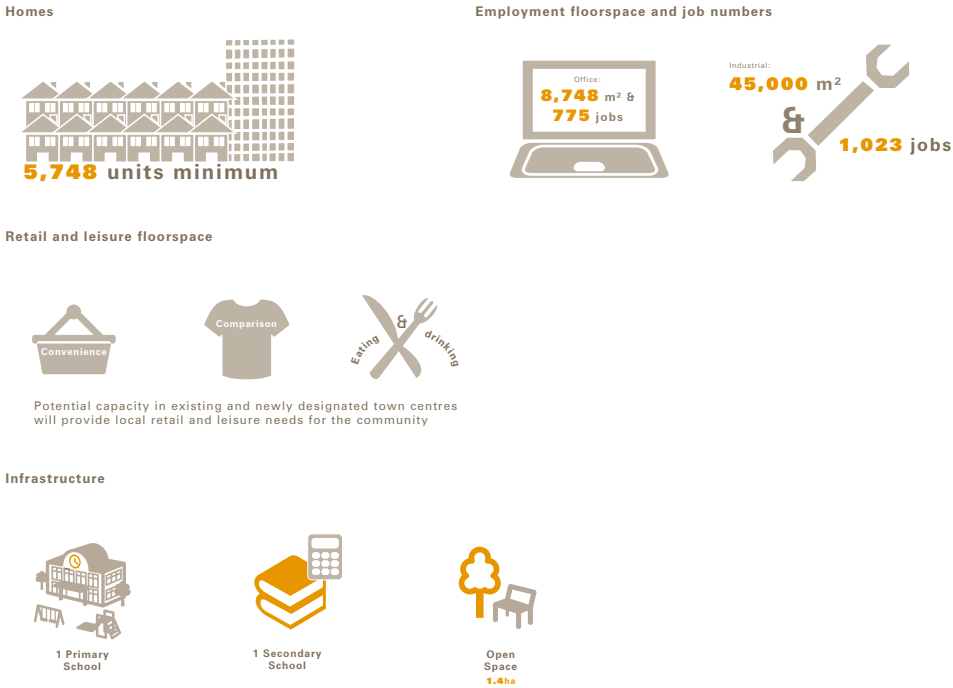 Homes
5,748 units minimum
Employment floorspace and job numbers
Office:
8,748 m² &
775 jobs
Industrial:
45,000 m²
&
1,023 jobs
Retail and leisure floorspace
Convenience
Comparison
Eating & drinking
Potential capacity in existing and newly designated town centres
will provide local retail and leisure needs for the community
Infrastructure
1 Primary
School
1 Secondary
School
Open
Space
1.4ha